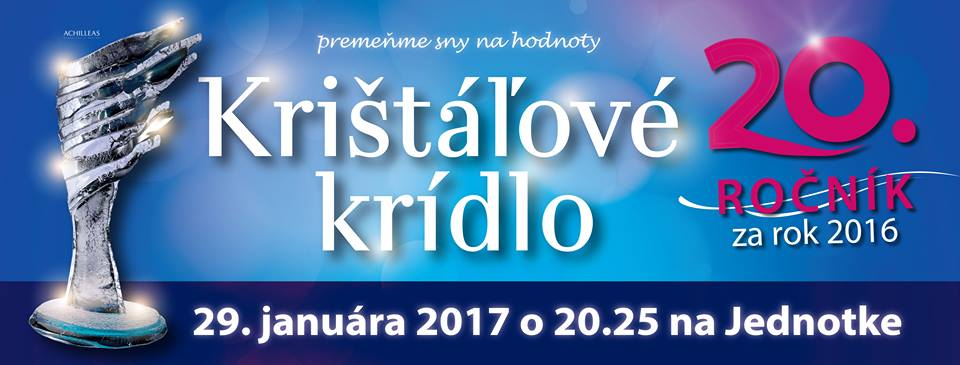 ACHILLEAS
premeňme sny na hodnoty
Krištáľové
krídlo
20.
ROČNÍK
za rok 2016
29. januára 2017 o 20.25 na Jednotke